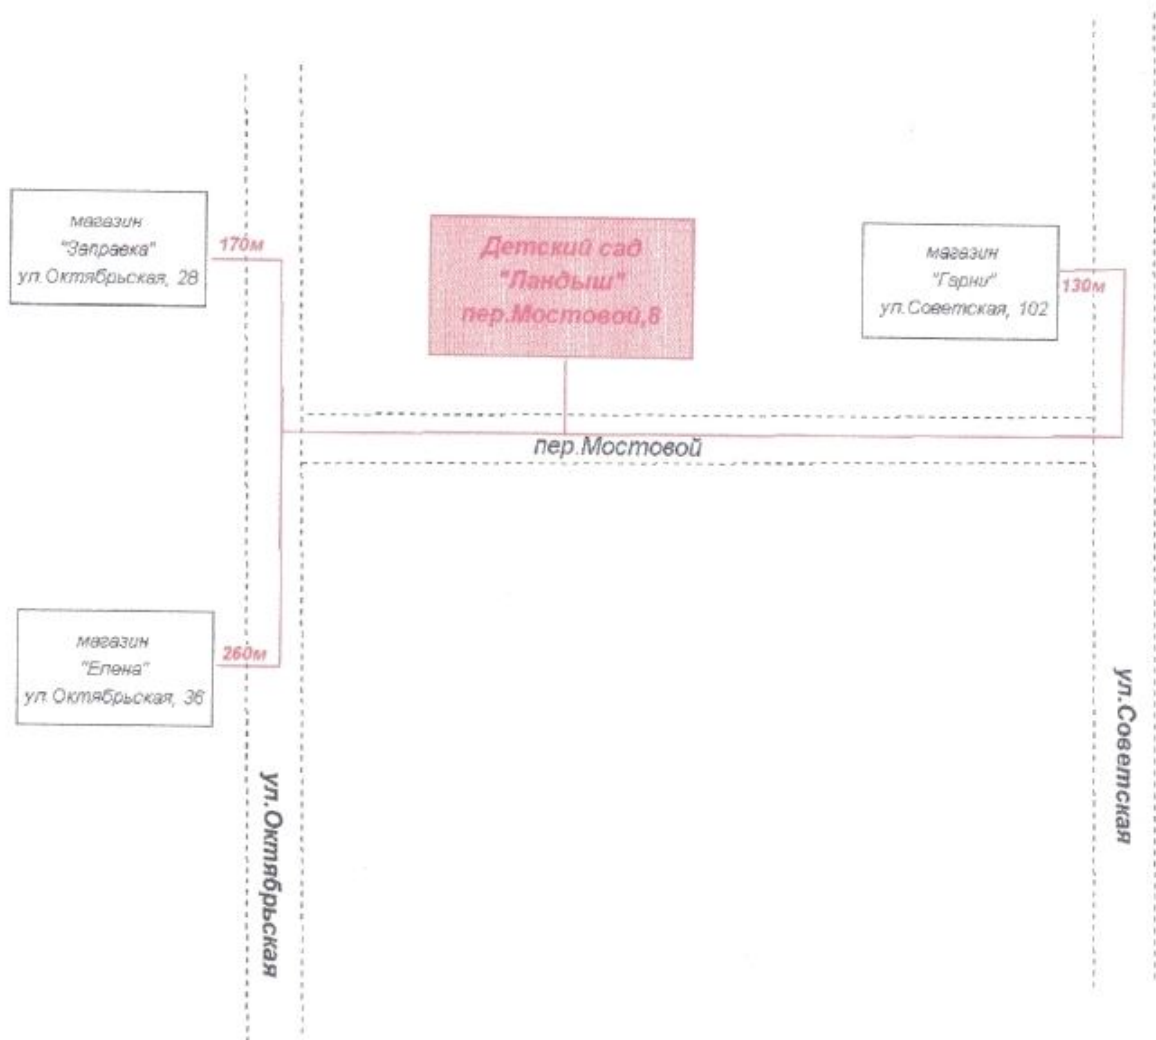 магазин
"Заправка"
ул.Октябрьская, 28
170м
Детский сад
"Ландыш"
пер.Мостовой,8
магазин
"Гарни"
ул.Советская, 102
130м
пер.Мостовой
магазин
"Елена"
ул.Октябрьская, 36
260м
ул.Октябрьская
ул.Советская